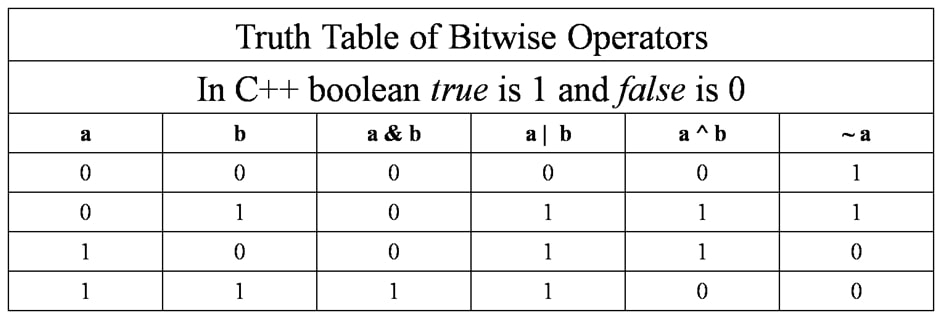 Truth Table of Bitwise Operators
In C++ boolean true is 1 and false is 0
a b a & b a | b a ^ b ~ a
0 0 0 0 0 1
0 1 0 1 1 1
1 0 0 1 1 0
1 1 1 1 0 0